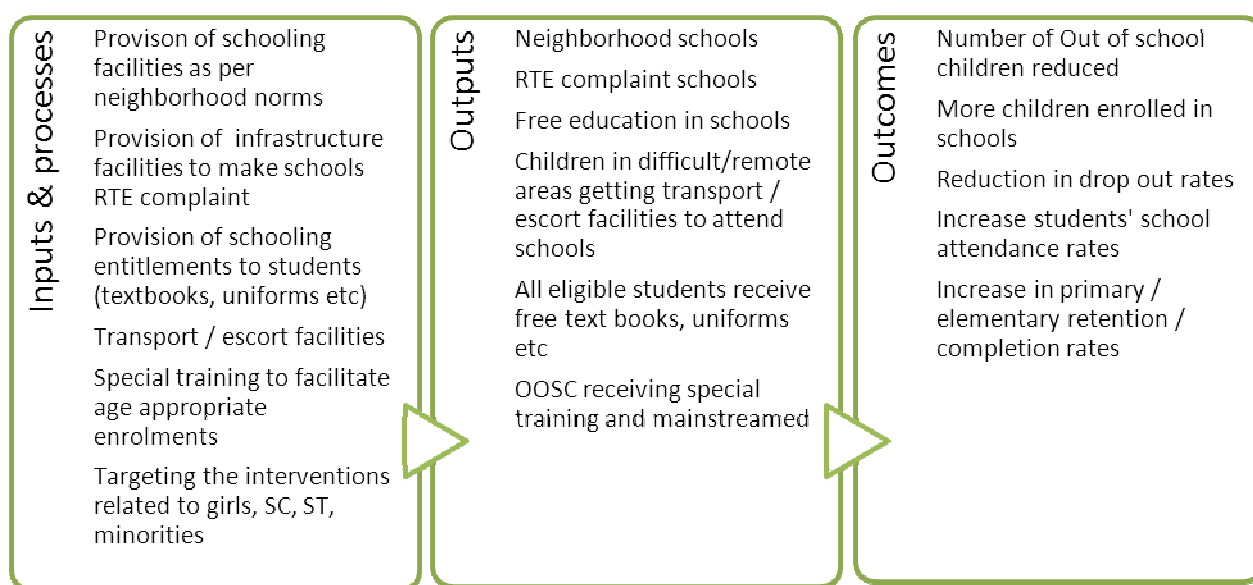 Inputs & processes
Provison of schooling
facilities as per
neighborhood norms
Provision of infrastructure
facilities to make schools
RTE complaint
Provision of schooling
entitlements to students
(textbooks, uniforms etc)
Transport / escort facilities
Special training to facilitate
age appropriate
enrolments
Targeting the interventions
related to girls, SC, ST,
minorities
Outputs
Neighborhood schools
RTE complaint schools
Free education in schools
Children in difficult/remote
areas getting transport /
escort facilities to attend
schools
All eligible students receive
free text books, uniforms
etc
OOSC receiving special
training and mainstreamed
Outcomes
Number of Out of school
children reduced
More children enrolled in
schools
Reduction in drop out rates
Increase students' school
attendance rates
Increase in primary /
elementary retention /
completion rates